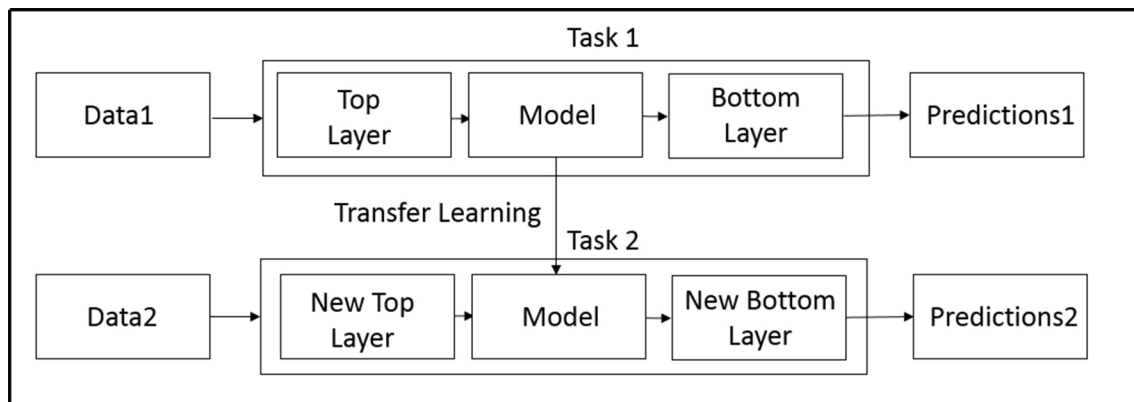 Task 1
Data1
Top
Layer
Model
Bottom
Layer
Predictions1
Transfer Learning
Task 2
Data2
New Top
Layer
Model
New Bottom
Layer
Predictions2